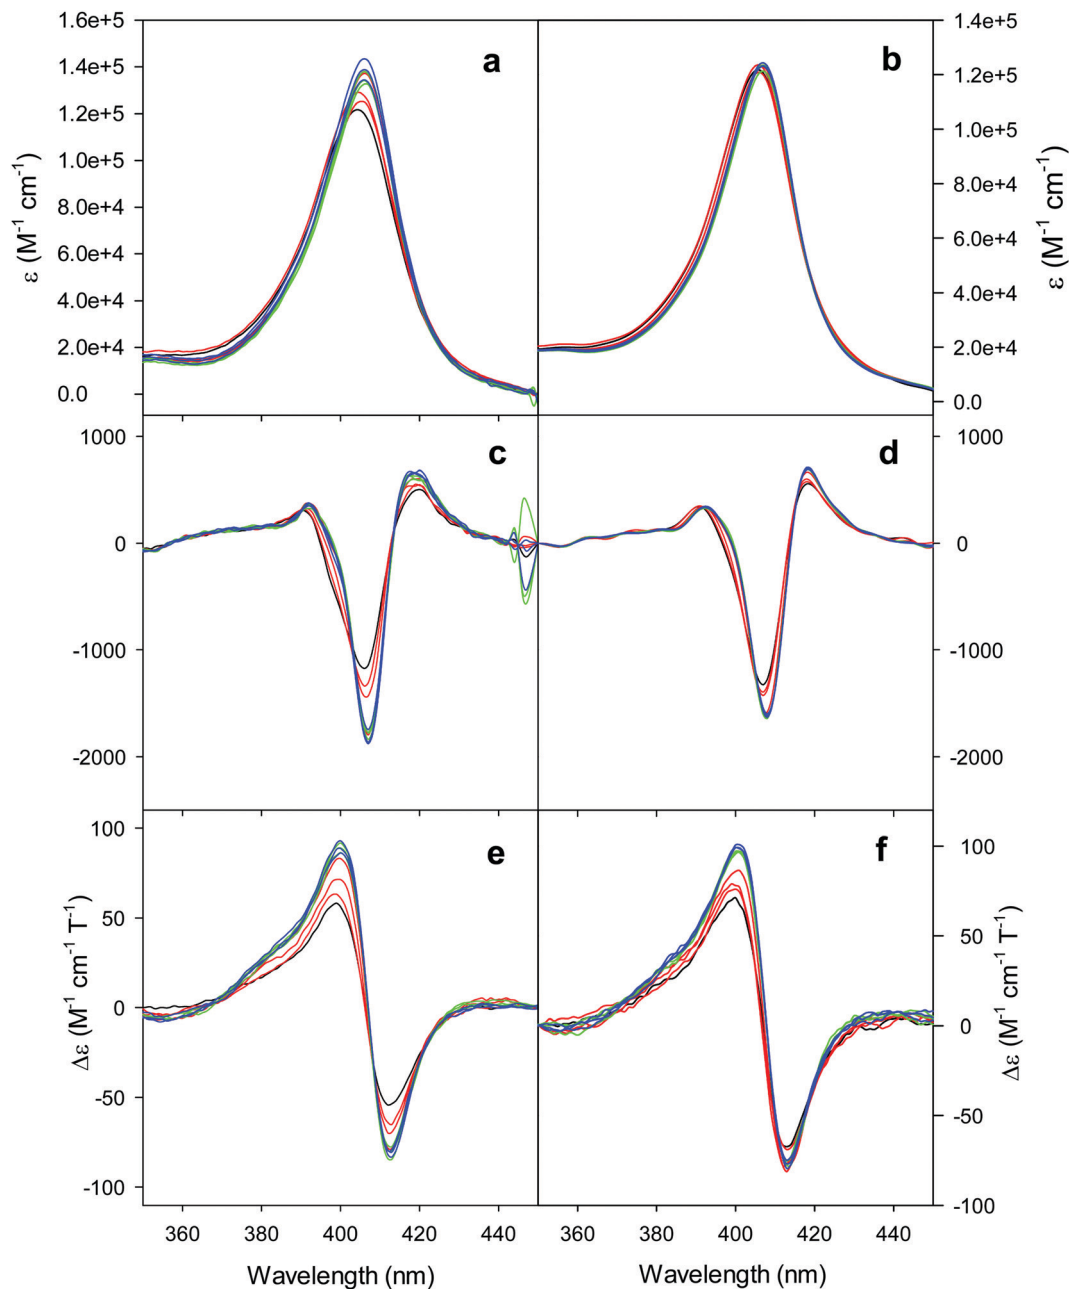 1.6e+5
1.4e+5
1.2e+5
1.0e+5
8.0e+4
6.0e+4
4.0e+4
2.0e+4
0.0
ε (M⁻¹ cm⁻¹)
a
b
1.4e+5
1.2e+5
1.0e+5
8.0e+4
6.0e+4
4.0e+4
2.0e+4
0.0
ε (M⁻¹ cm⁻¹)
1000
0
-1000
-2000
c
d
1000
0
-1000
-2000
100
50
0
-50
-100
Δε (M⁻¹ cm⁻¹ T⁻¹)
e
f
100
50
0
-50
-100
Δε (M⁻¹ cm⁻¹ T⁻¹)
360 380 400 420 440
360 380 400 420 440
Wavelength (nm)
Wavelength (nm)